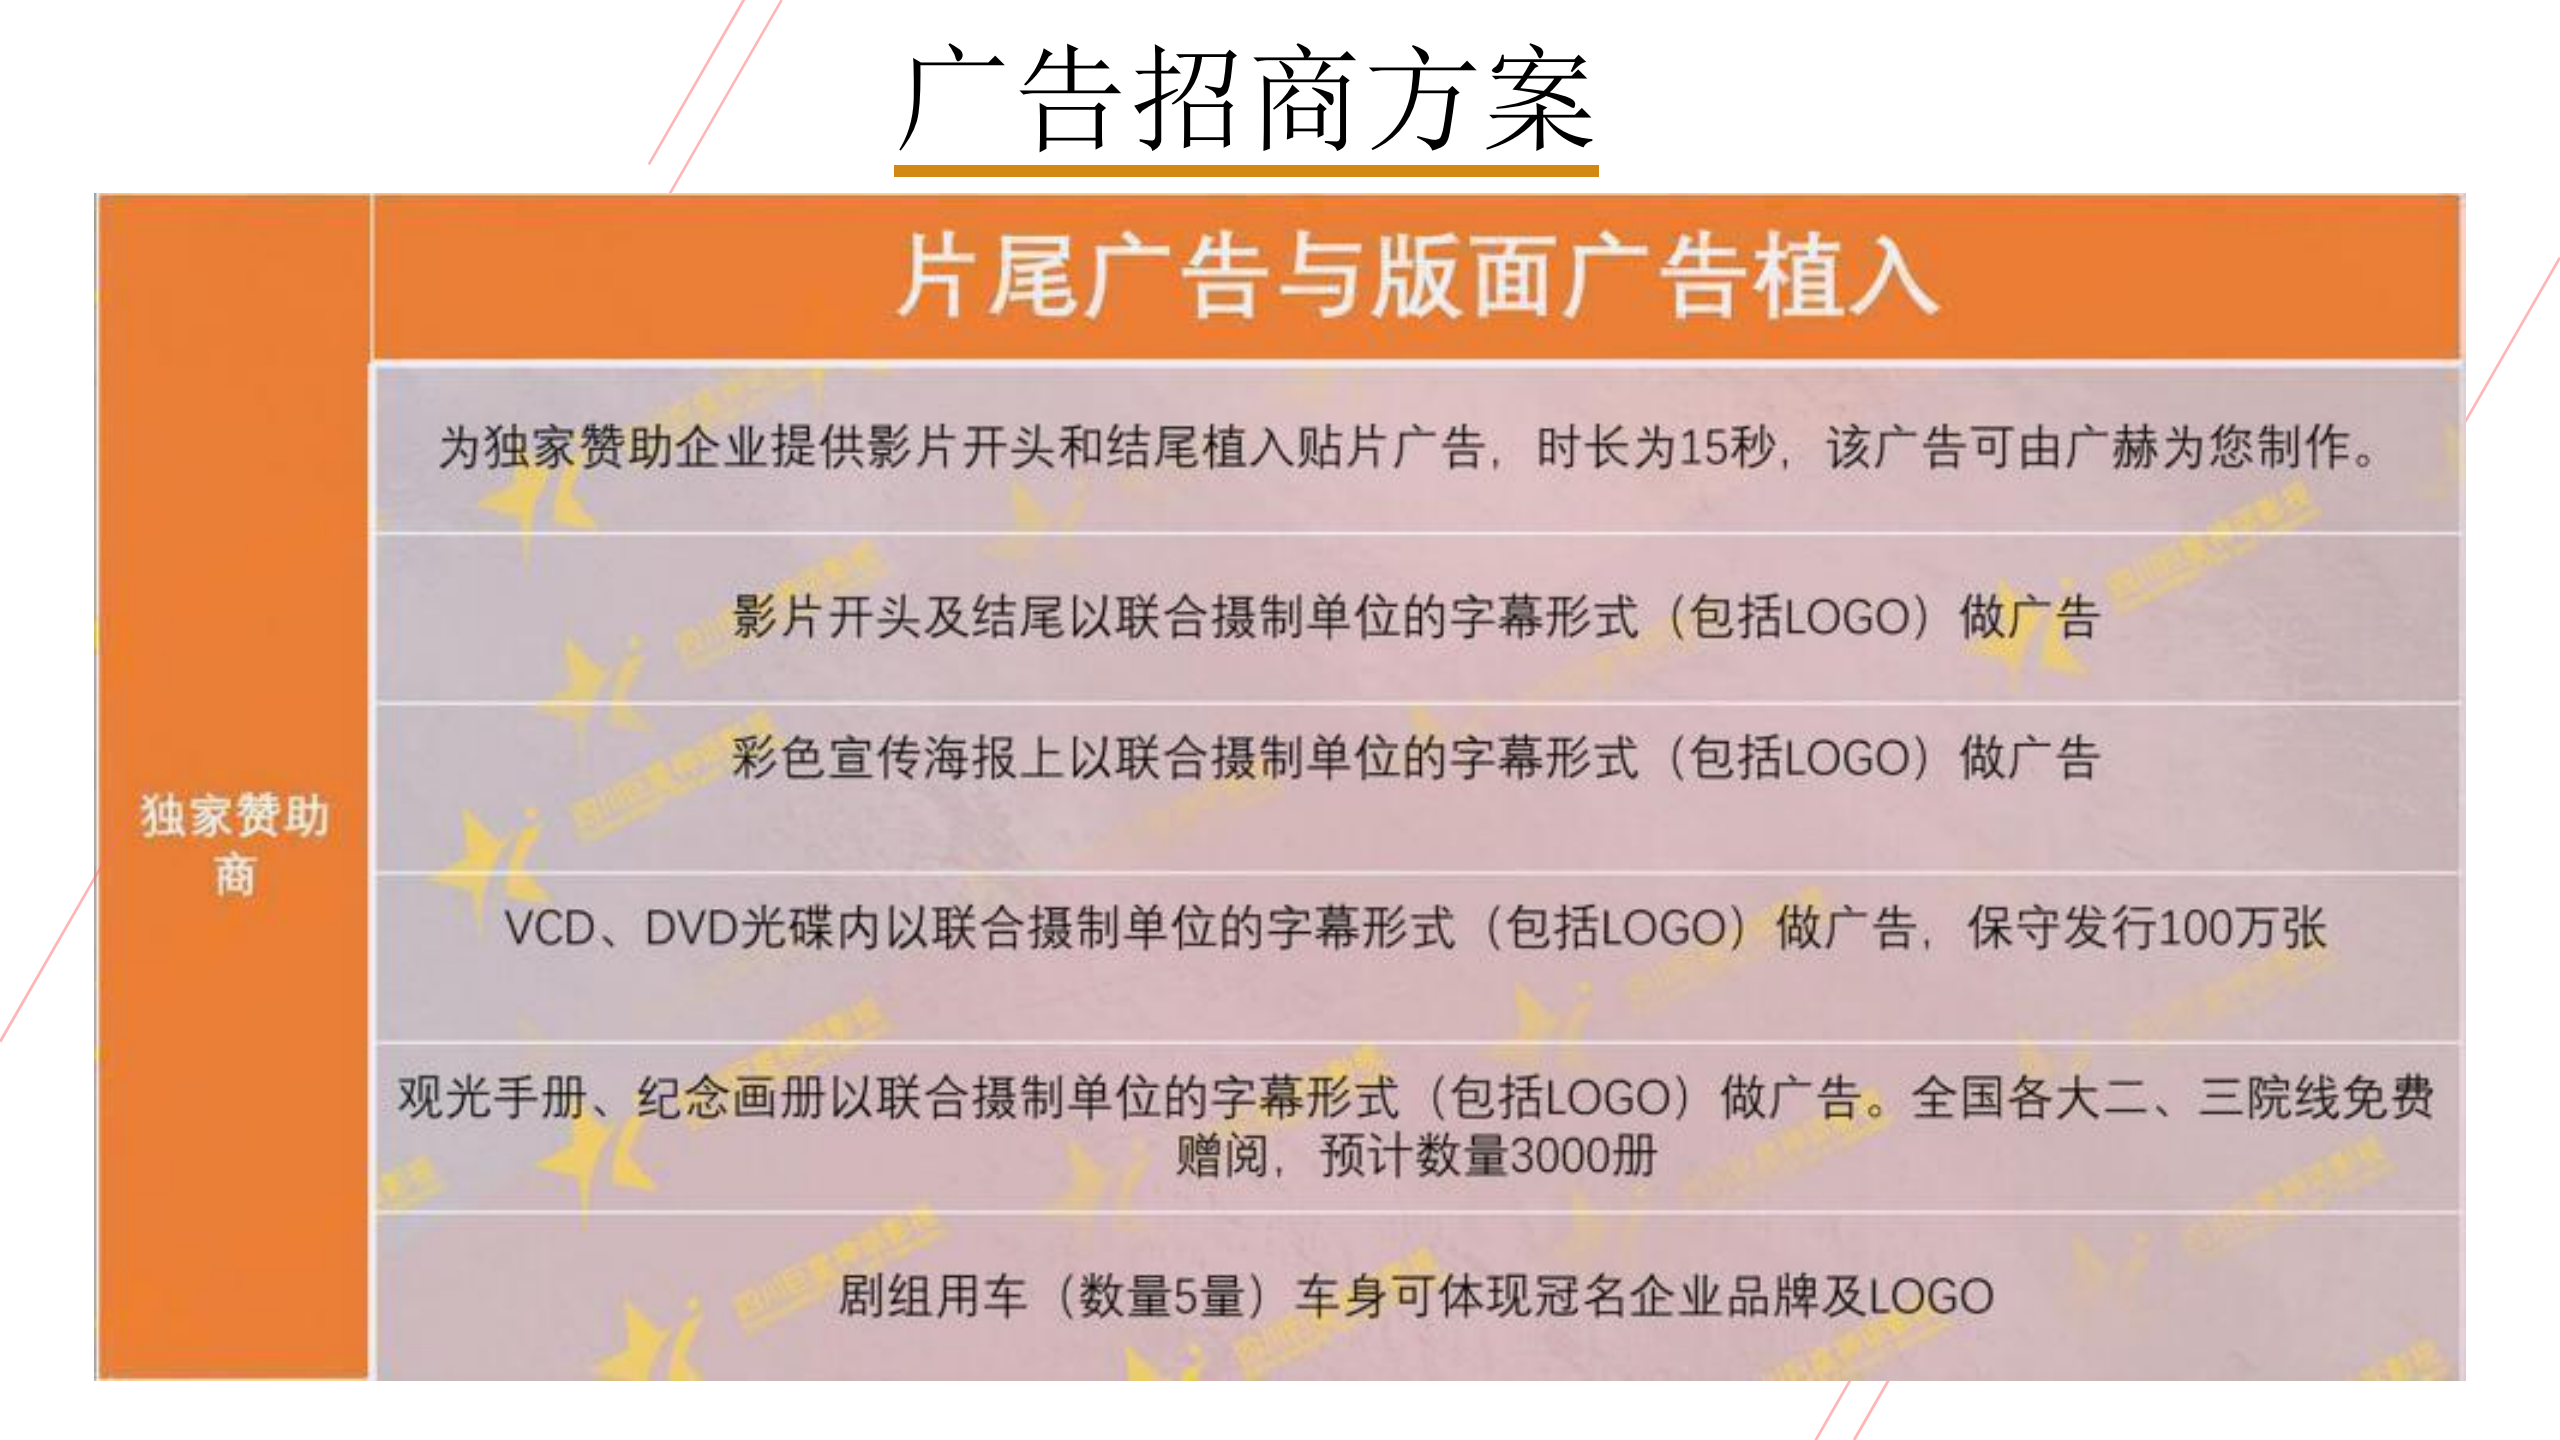 广告招商方案
片尾广告与版面广告植入
为独家赞助企业提供影片开头和结尾植入贴片广告，时长为15秒，该广告可由广赫为您制作。
影片开头及结尾以联合摄制单位的字幕形式（包括LOGO）做广告
彩色宣传海报上以联合摄制单位的字幕形式（包括LOGO）做广告
独家赞助
商
VCD、DVD光碟内以联合摄制单位的字幕形式（包括LOGO）做广告，保守发行100万张
观光手册、纪念画册以联合摄制单位的字幕形式（包括LOGO）做广告。全国各大二、三院线免费
赠阅，预计数量3000册
剧组用车（数量5量）车身可体现冠名企业品牌及LOGO